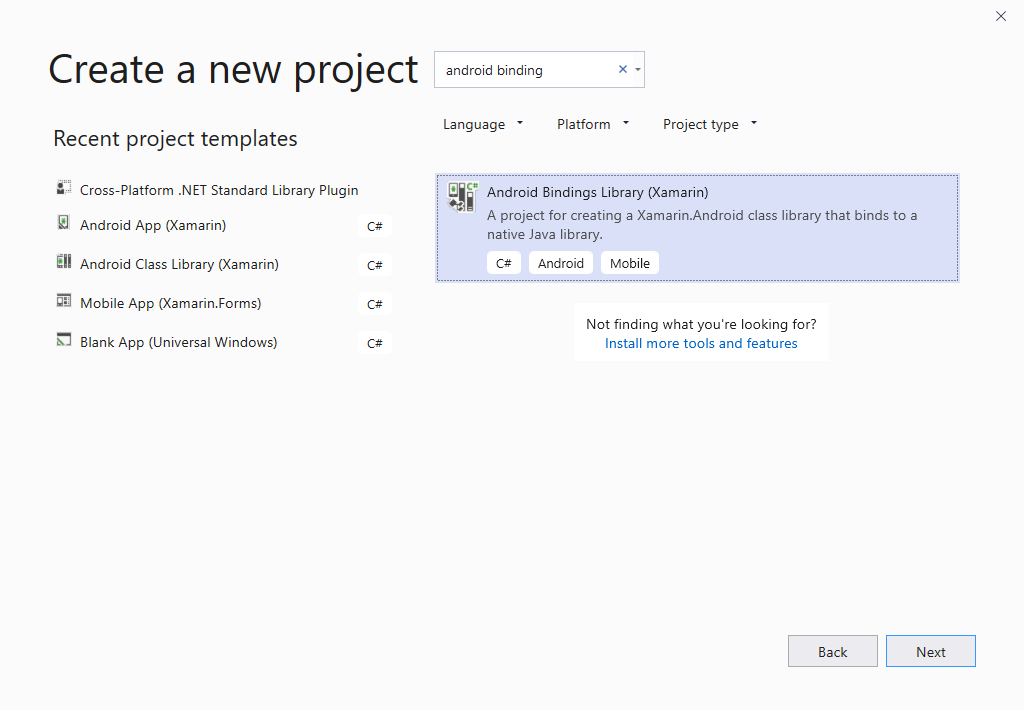 Create a new project
android binding
Language
Platform
Project type
Recent project templates
Cross-Platform .NET Standard Library Plugin
Android App (Xamarin)
C#
Android Class Library (Xamarin)
C#
Mobile App (Xamarin.Forms)
C#
Blank App (Universal Windows)
C#
Android Bindings Library (Xamarin)
A project for creating a Xamarin.Android class library that binds to a
native Java library.
C#
Android
Mobile
Not finding what you're looking for?
Install more tools and features
Back
Next